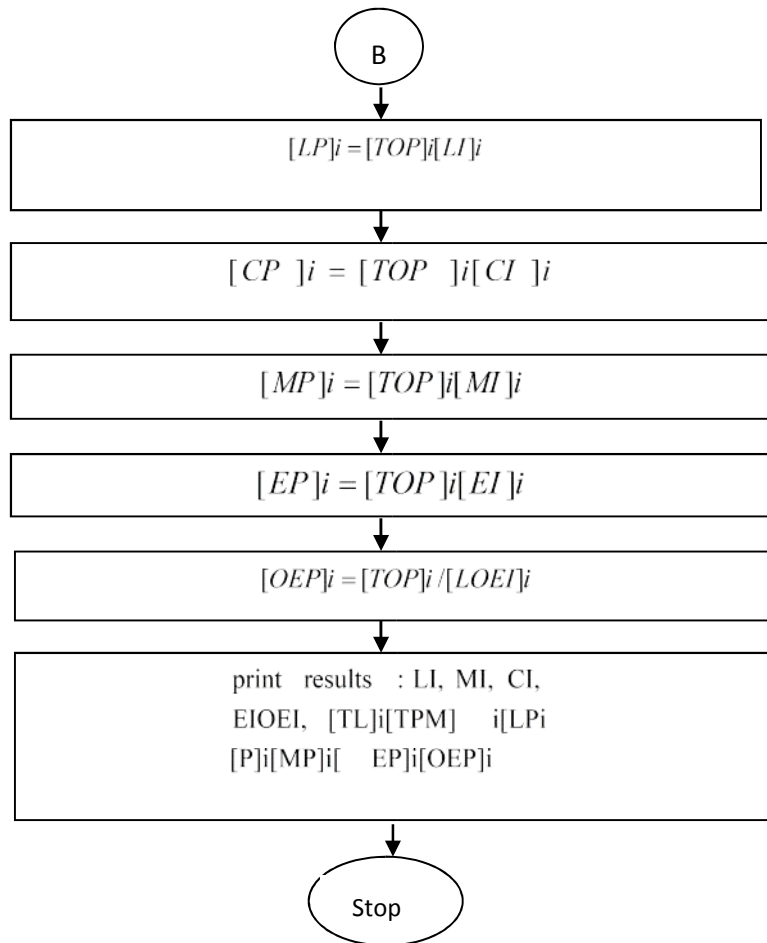 B
[LP]i = [TOP]i[LI]i
[CP ]i = [TOP ]i[CI ]i
[MP]i = [TOP]i[MI]i
[EP]i = [TOP]i[EI]i
[OEP]i = [TOP]i /[LOEI]i
print results : LI, MI, CI,
EIOEI, [TL]i[TPM] i[LPi
[P]i[MP]i[ EP]i[OEP]i
Stop